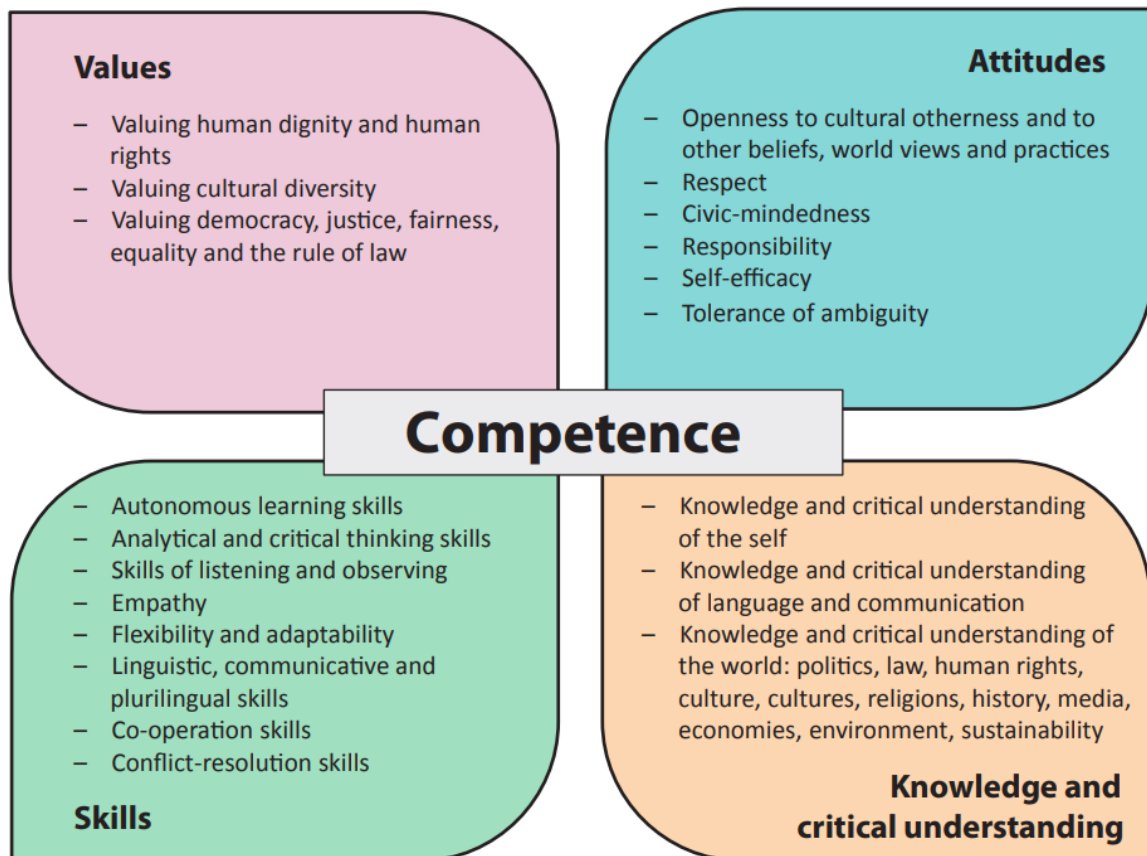 Values
– Valuing human dignity and human
rights
– Valuing cultural diversity
– Valuing democracy, justice, fairness,
equality and the rule of law
Attitudes
– Openness to cultural otherness and to
other beliefs, world views and practices
– Respect
– Civic-mindedness
– Responsibility
– Self-efficacy
– Tolerance of ambiguity
Competence
– Autonomous learning skills
– Analytical and critical thinking skills
– Skills of listening and observing
– Empathy
– Flexibility and adaptability
– Linguistic, communicative and
plurilingual skills
– Co-operation skills
– Conflict-resolution skills
Skills
– Knowledge and critical understanding
of the self
– Knowledge and critical understanding
of language and communication
– Knowledge and critical understanding of
the world: politics, law, human rights,
culture, cultures, religions, history, media,
economies, environment, sustainability
Knowledge and
critical understanding